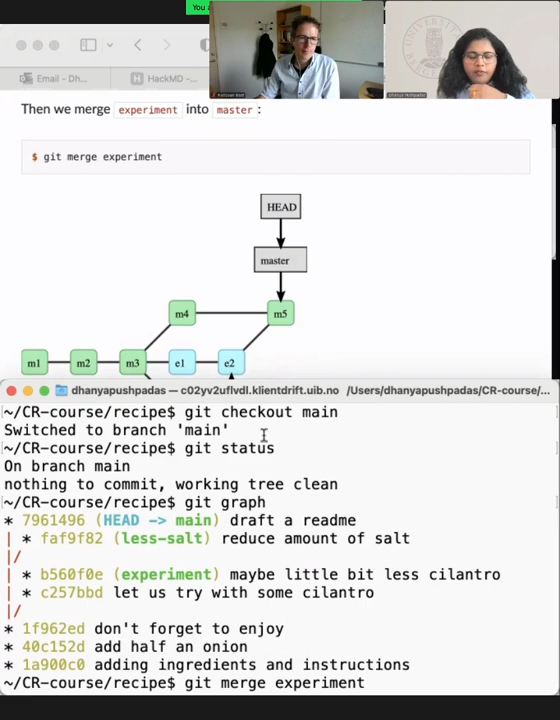 You a
Email - Dh...
HackMD -
Then we merge experiment into master :
$ git merge experiment
HEAD
master
m4
m5
m1
m2
m3
e1
e2
dhanyapushpadas — c02yv2uflvdl.klientdrift.uib.no /Users/dhanyapushpadas/CR-course/...
~/CR-course/recipe$ git checkout main
Switched to branch 'main'
~/CR-course/recipe$ git status
On branch main
nothing to commit, working tree clean
~/CR-course/recipe$ git graph
* 7961496 (HEAD -> main) draft a readme
| * faf9f82 (less-salt) reduce amount of salt
|/
| * b560f0e (experiment) maybe little bit less cilantro
| * c257bbd let us try with some cilantro
|/
* 1f962ed don't forget to enjoy
* 40c152d add half an onion
* 1a900c0 adding ingredients and instructions
~/CR-course/recipe$ git merge experiment